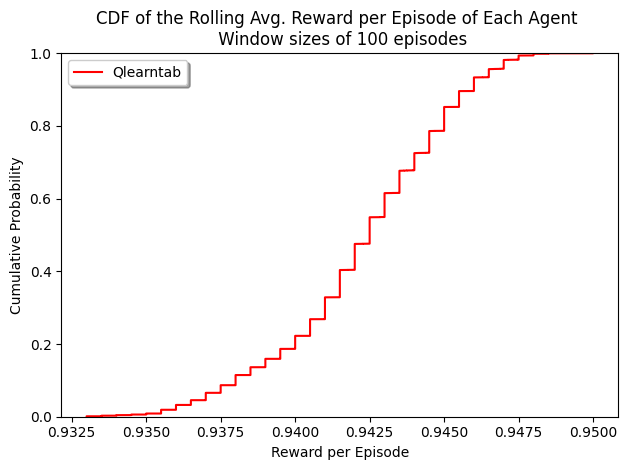 CDF of the Rolling Avg. Reward per Episode of Each Agent
Window sizes of 100 episodes
Qlearntab
1.0
0.8
0.6
0.4
0.2
0.0
Cumulative Probability
0.9325 0.9350 0.9375 0.9400 0.9425 0.9450 0.9475 0.9500
Reward per Episode